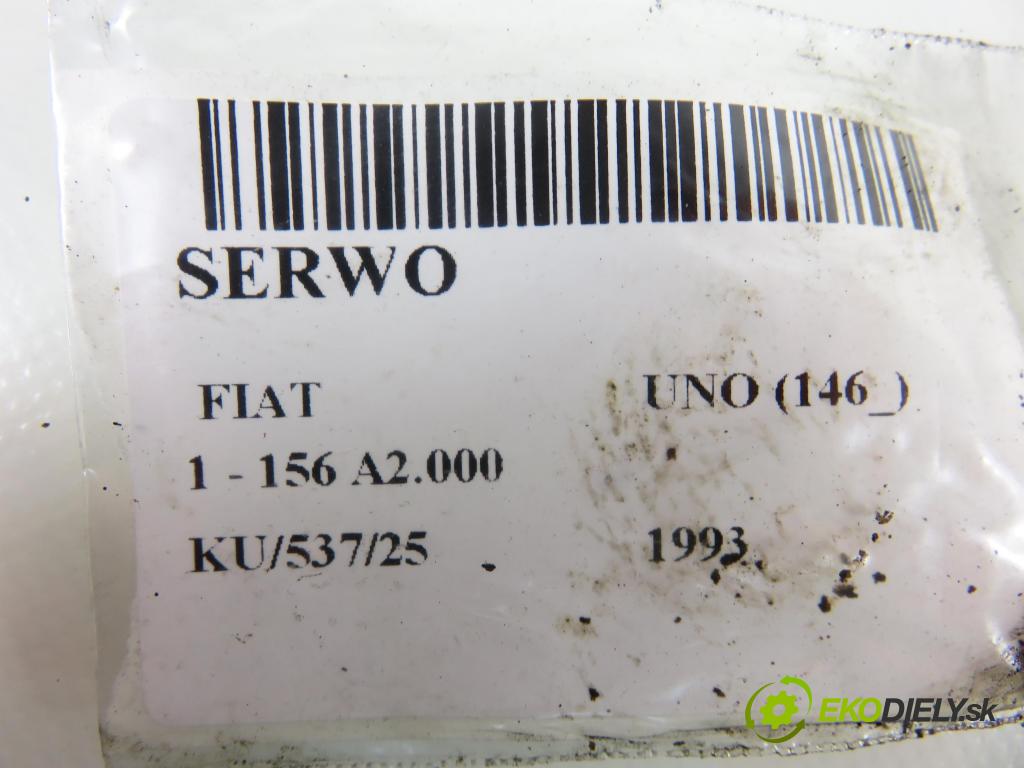 SERWO
FIAT UNO (146_)
1 - 156 A2.000
KU/537/25 1993
EKODIELY.sk